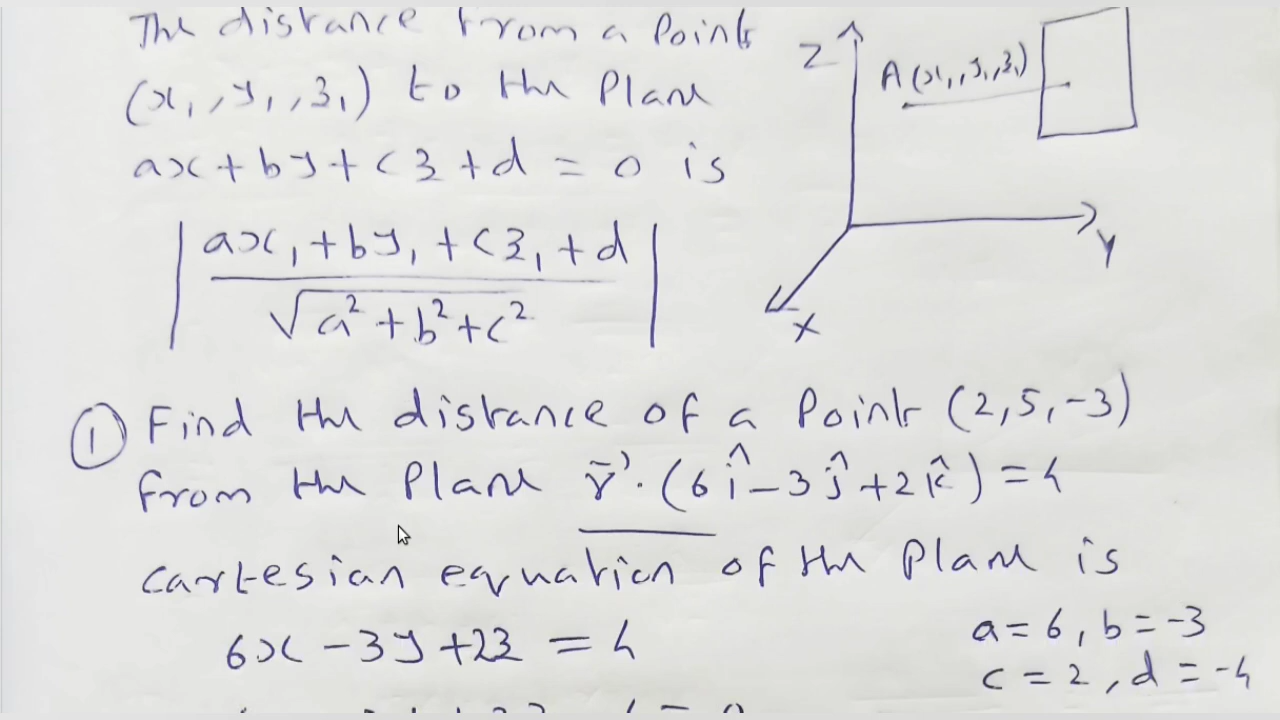 The distance from a Point
(x₁, y₁, z₁) to the Plane
ax + by + cz + d = 0 is
| ax₁ + by₁ + cz₁ + d / √a² + b² + c² |
Z
A(x₁, y₁, z₁)
Y
X
① Find the distance of a Point (2, 5, -3)
from the Plane r⃗ · (6î - 3ĵ + 2k̂) = 4
cartesian equation of the Plane is
6x - 3y + 2z = 4
a = 6, b = -3
c = 2, d = -4